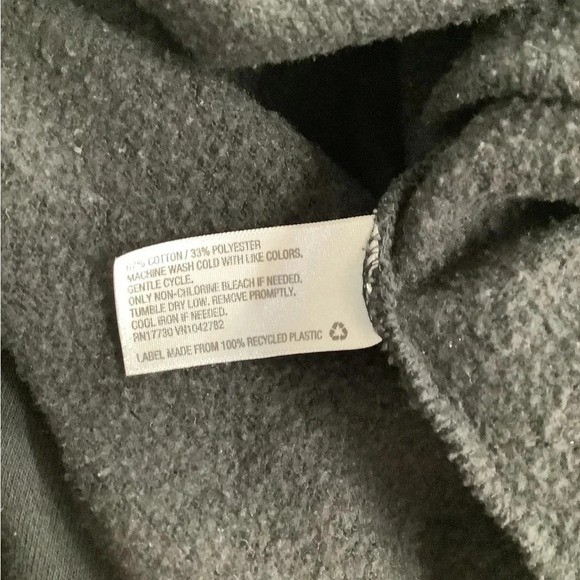 67% COTTON / 33% POLYESTER
MACHINE WASH COLD WITH LIKE COLORS.
GENTLE CYCLE.
ONLY NON-CHLORINE BLEACH IF NEEDED.
TUMBLE DRY LOW. REMOVE PROMPTLY.
COOL IRON IF NEEDED.
RN17730 VN1042782
LABEL MADE FROM 100% RECYCLED PLASTIC